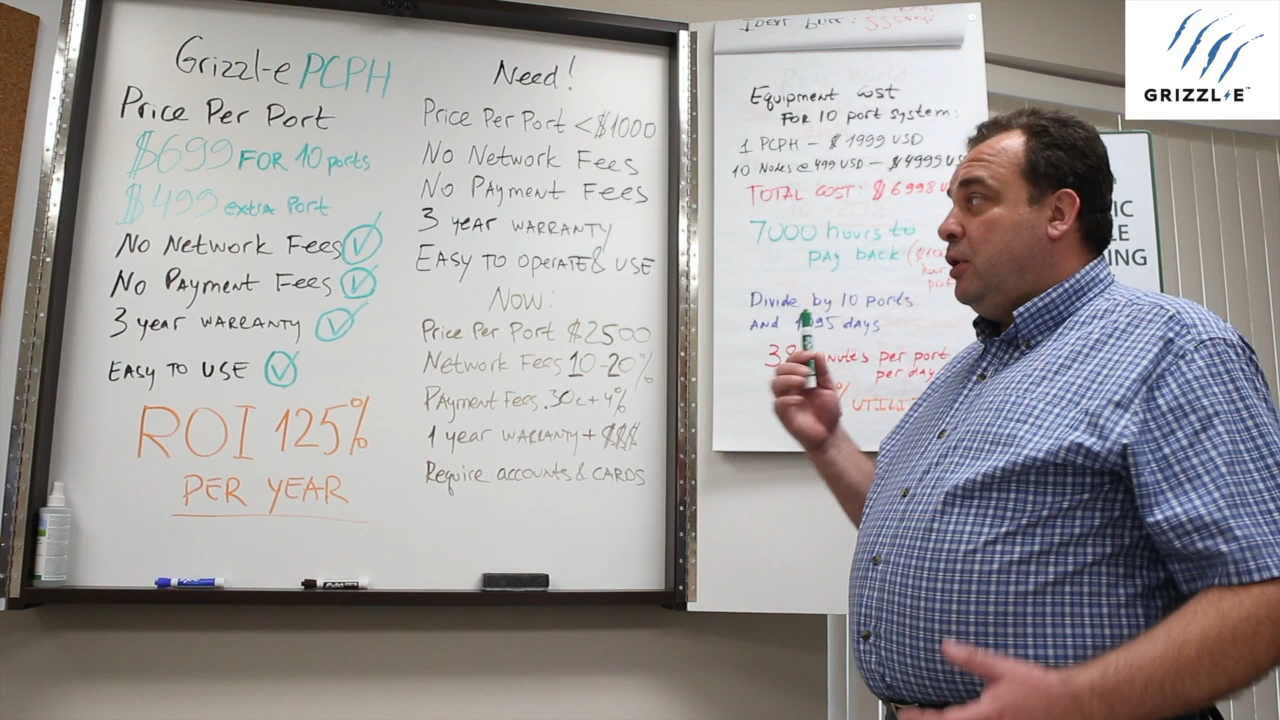 Grizzl-e PCPH
Price Per Port
$699 FOR 10 ports
$499 extra Port
No Network Fees
No Payment Fees
3 year WARRANTY
EASY TO USE
ROI 125%
PER YEAR
Need!
Price Per Port < $1000
No Network Fees
No Payment Fees
3 year WARRANTY
EASY TO OPERATE & USE
Now:
Price Per Port $2500
Network Fees 10-20%
Payment Fees .30c + 4%
1 year WARRANTY + $$$
Require accounts & CARDS
IDEAL
Equipment cost
FOR 10 port system:
1 PCPH - $1999 USD
10 Nodes @ 499 USD - $4999 US
TOTAL COST: $6998 U
7000 hours to
pay back
Divide by 10 ports
AND 95 days
per port
per day
GRIZZL-E™